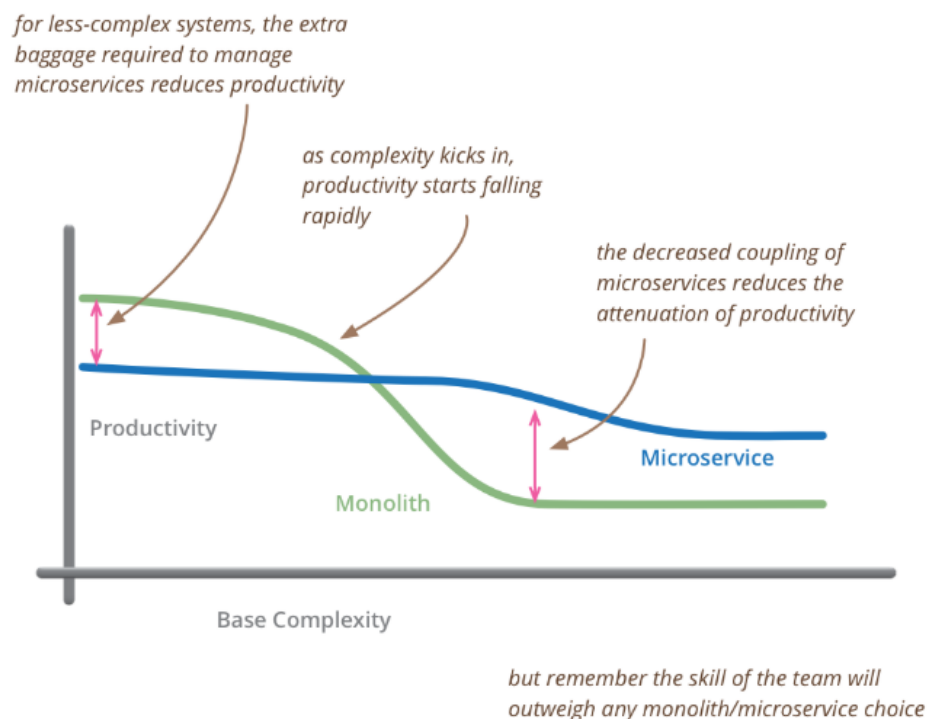 for less-complex systems, the extra
baggage required to manage
microservices reduces productivity
as complexity kicks in,
productivity starts falling
rapidly
the decreased coupling of
microservices reduces the
attenuation of productivity
Productivity
Microservice
Monolith
Base Complexity
but remember the skill of the team will
outweigh any monolith/microservice choice